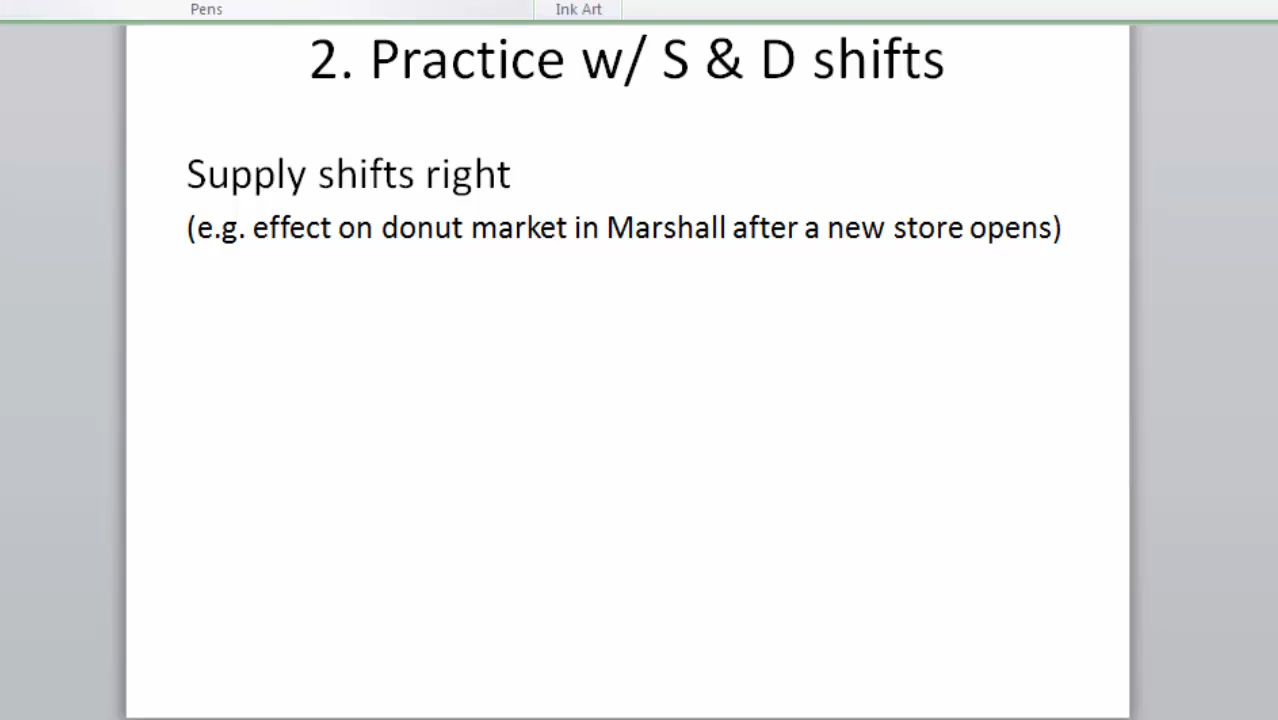 Pens Ink Art
2. Practice w/ S & D shifts
Supply shifts right
(e.g. effect on donut market in Marshall after a new store opens)